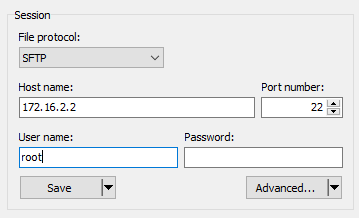 Session
File protocol:
SFTP
Host name:
Port number:
172.16.2.2
22
User name:
Password:
root
Save
Advanced...